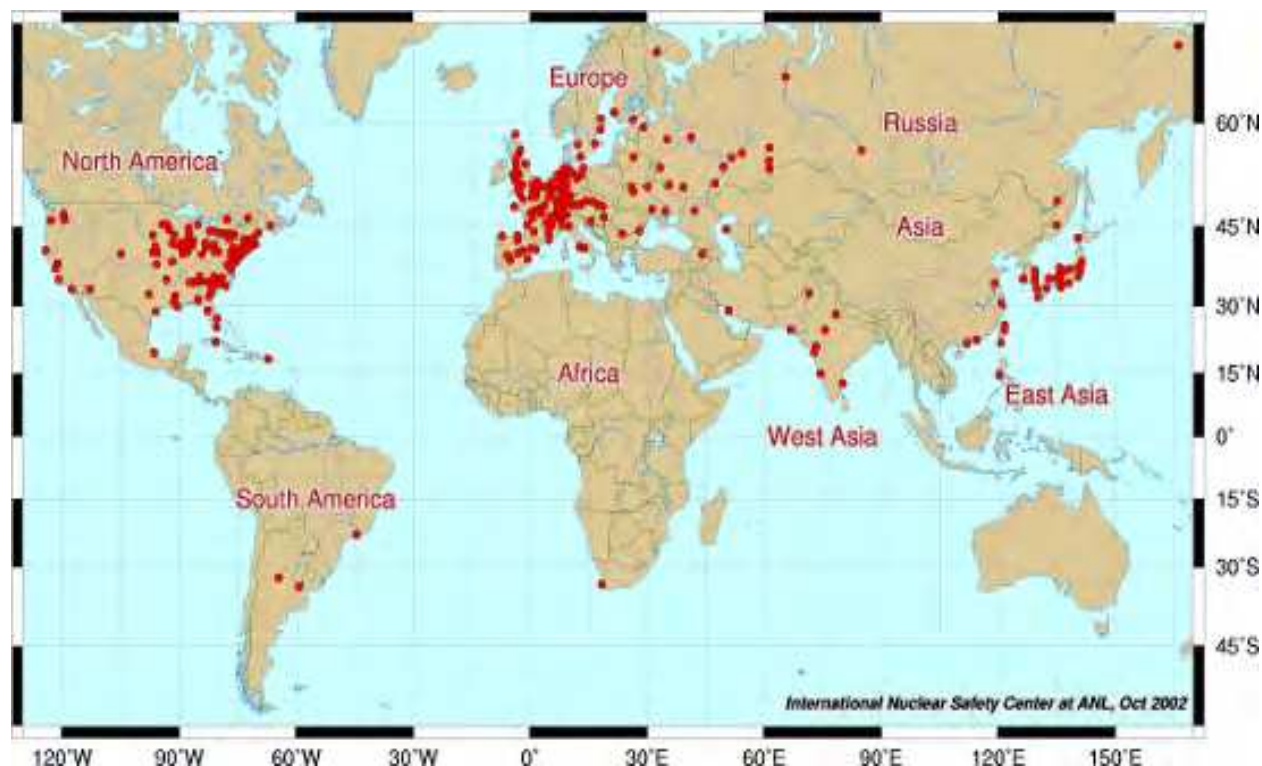 Europe
60°N
Russia
North America
Asia
45°N
30°N
Africa
15°N
East Asia
West Asia
0°
South America
15°S
30°S
45°S
International Nuclear Safety Center at ANL, Oct 2002
120°W 90°W 60°W 30°W 0° 30°E 60°E 90°E 120°E 150°E